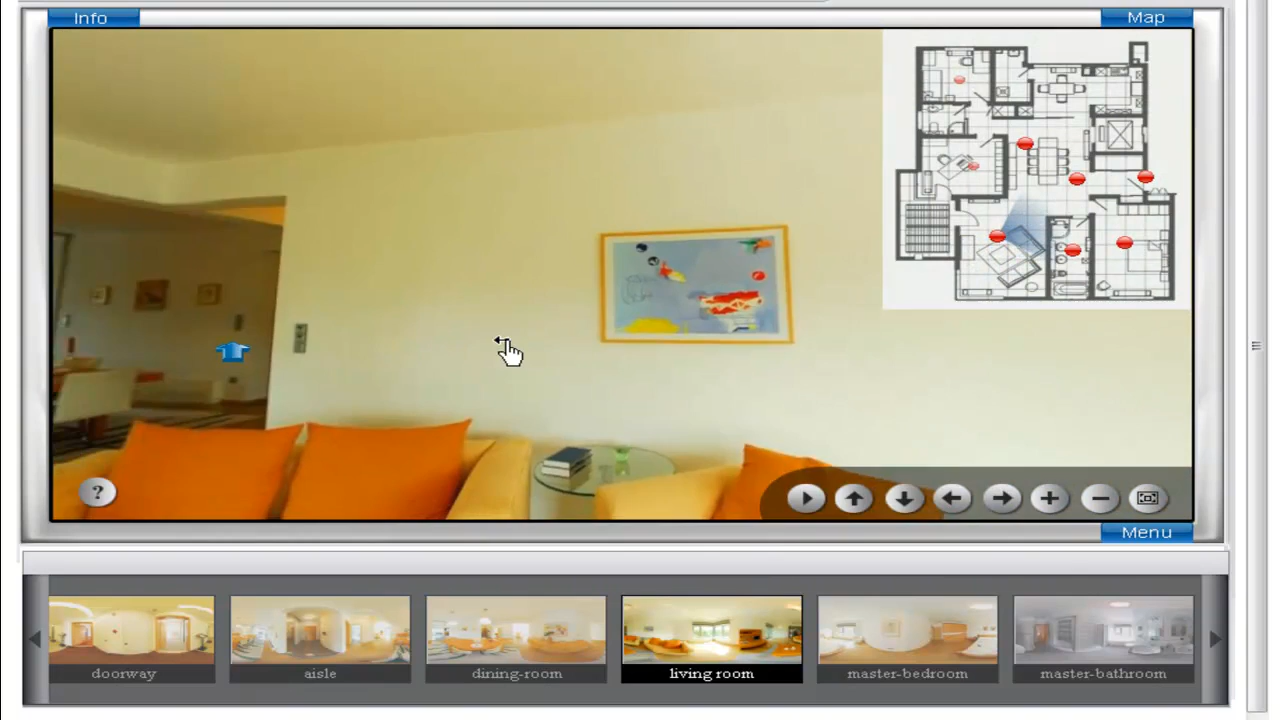 Info
Map
?
Menu
doorway
aisle
dining-room
living room
master-bedroom
master-bathroom